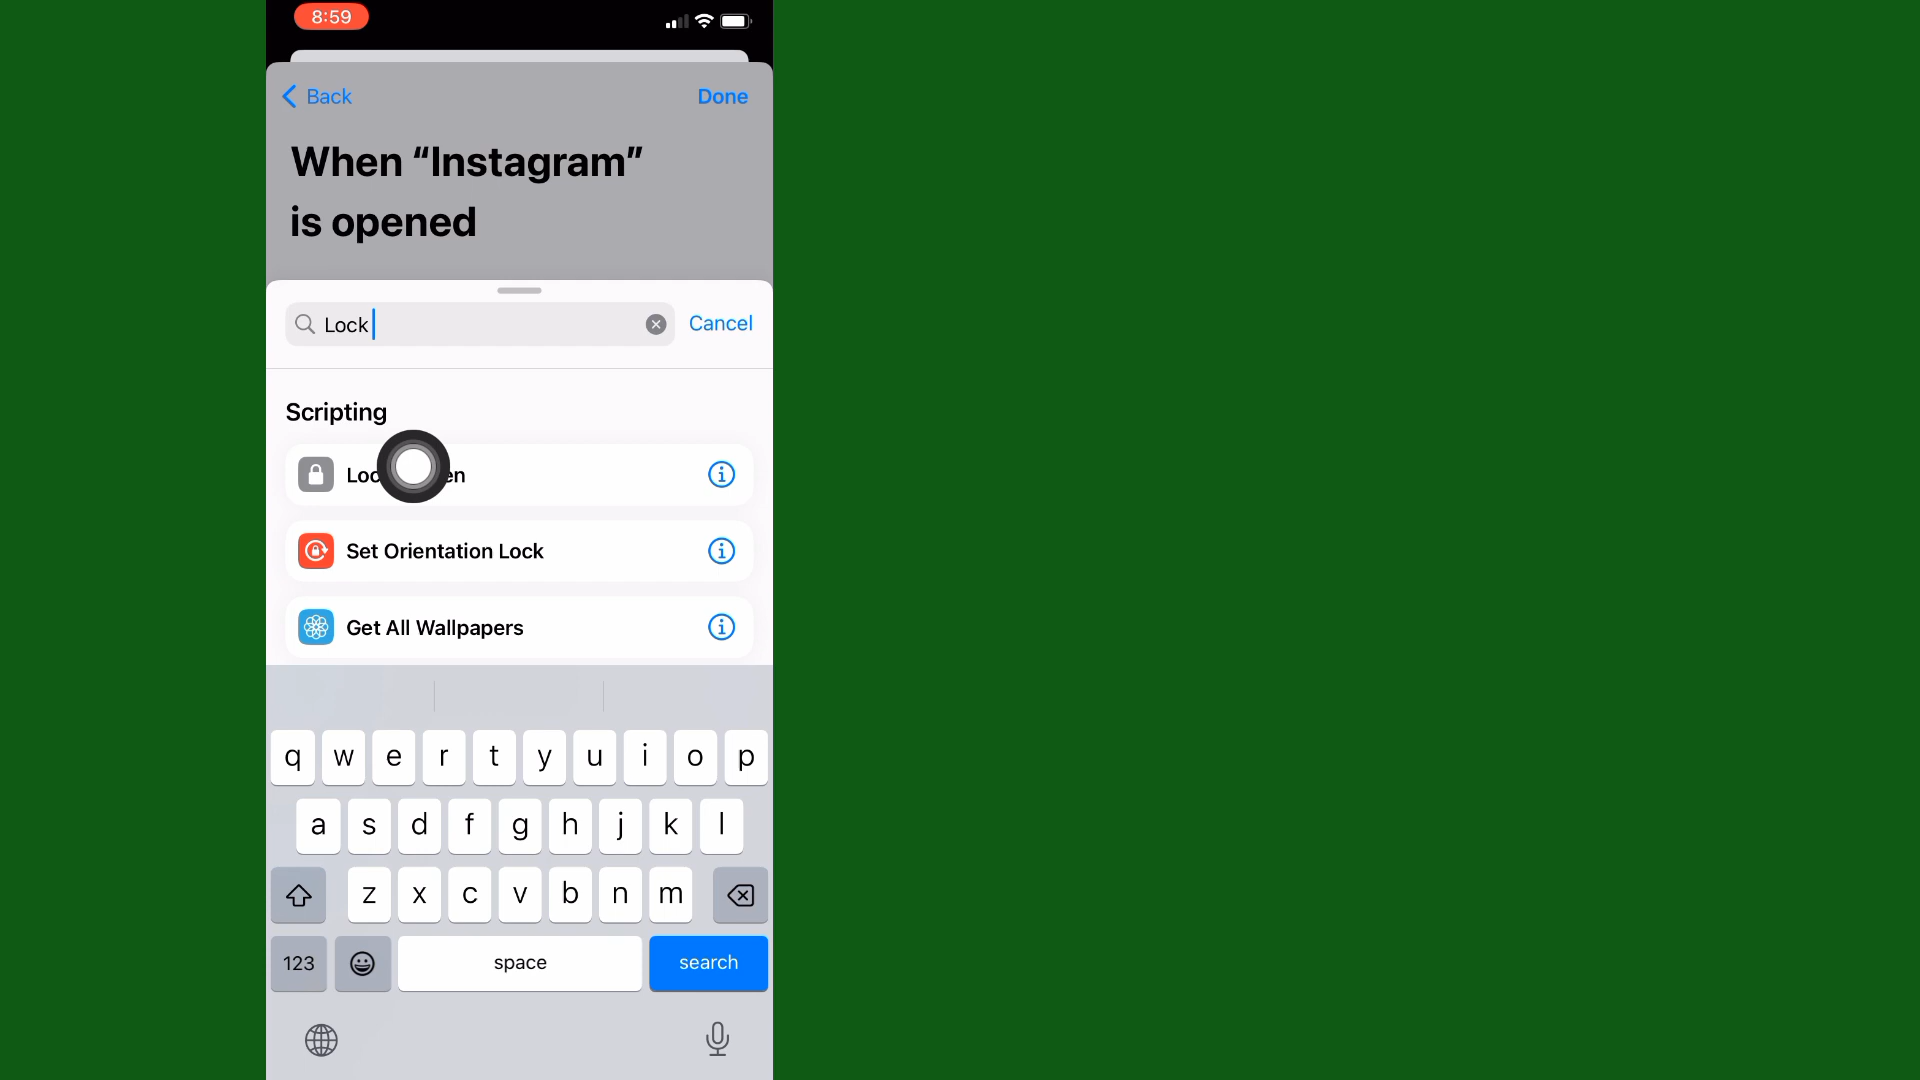 8:59
Back
Done
When “Instagram”
is opened
Lock
Cancel
Scripting
Set Orientation Lock
Get All Wallpapers
q w e r t y u i o p
a s d f g h j k l
z x c v b n m
123
space
search